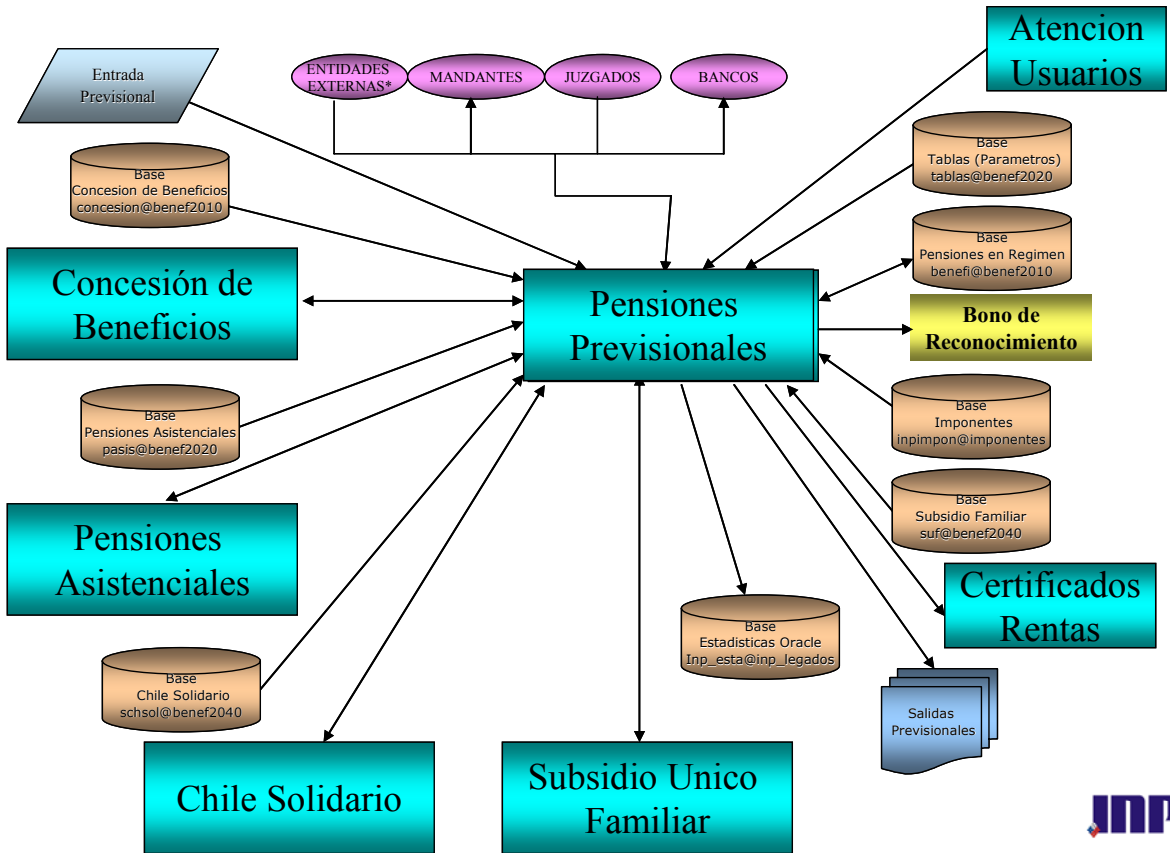 Entrada
Previsional
ENTIDADES
EXTERNAS*
MANDANTES
JUZGADOS
BANCOS
Atencion
Usuarios
Base
Concesion de Beneficios
concesion@benef2010
Base
Tablas (Parametros)
tablas@benef2020
Base
Pensiones en Regimen
benefi@benef2010
Concesión de
Beneficios
Pensiones
Previsionales
Bono de
Reconocimiento
Base
Pensiones Asistenciales
pasis@benef2020
Base
Imponentes
inpimpon@imponentes
Base
Subsidio Familiar
suf@benef2040
Pensiones
Asistenciales
Certificados
Rentas
Base
Estadisticas Oracle
Inp_esta@inp_legados
Base
Chile Solidario
schsol@benef2040
Salidas
Previsionales
Chile Solidario
Subsidio Unico
Familiar
INP